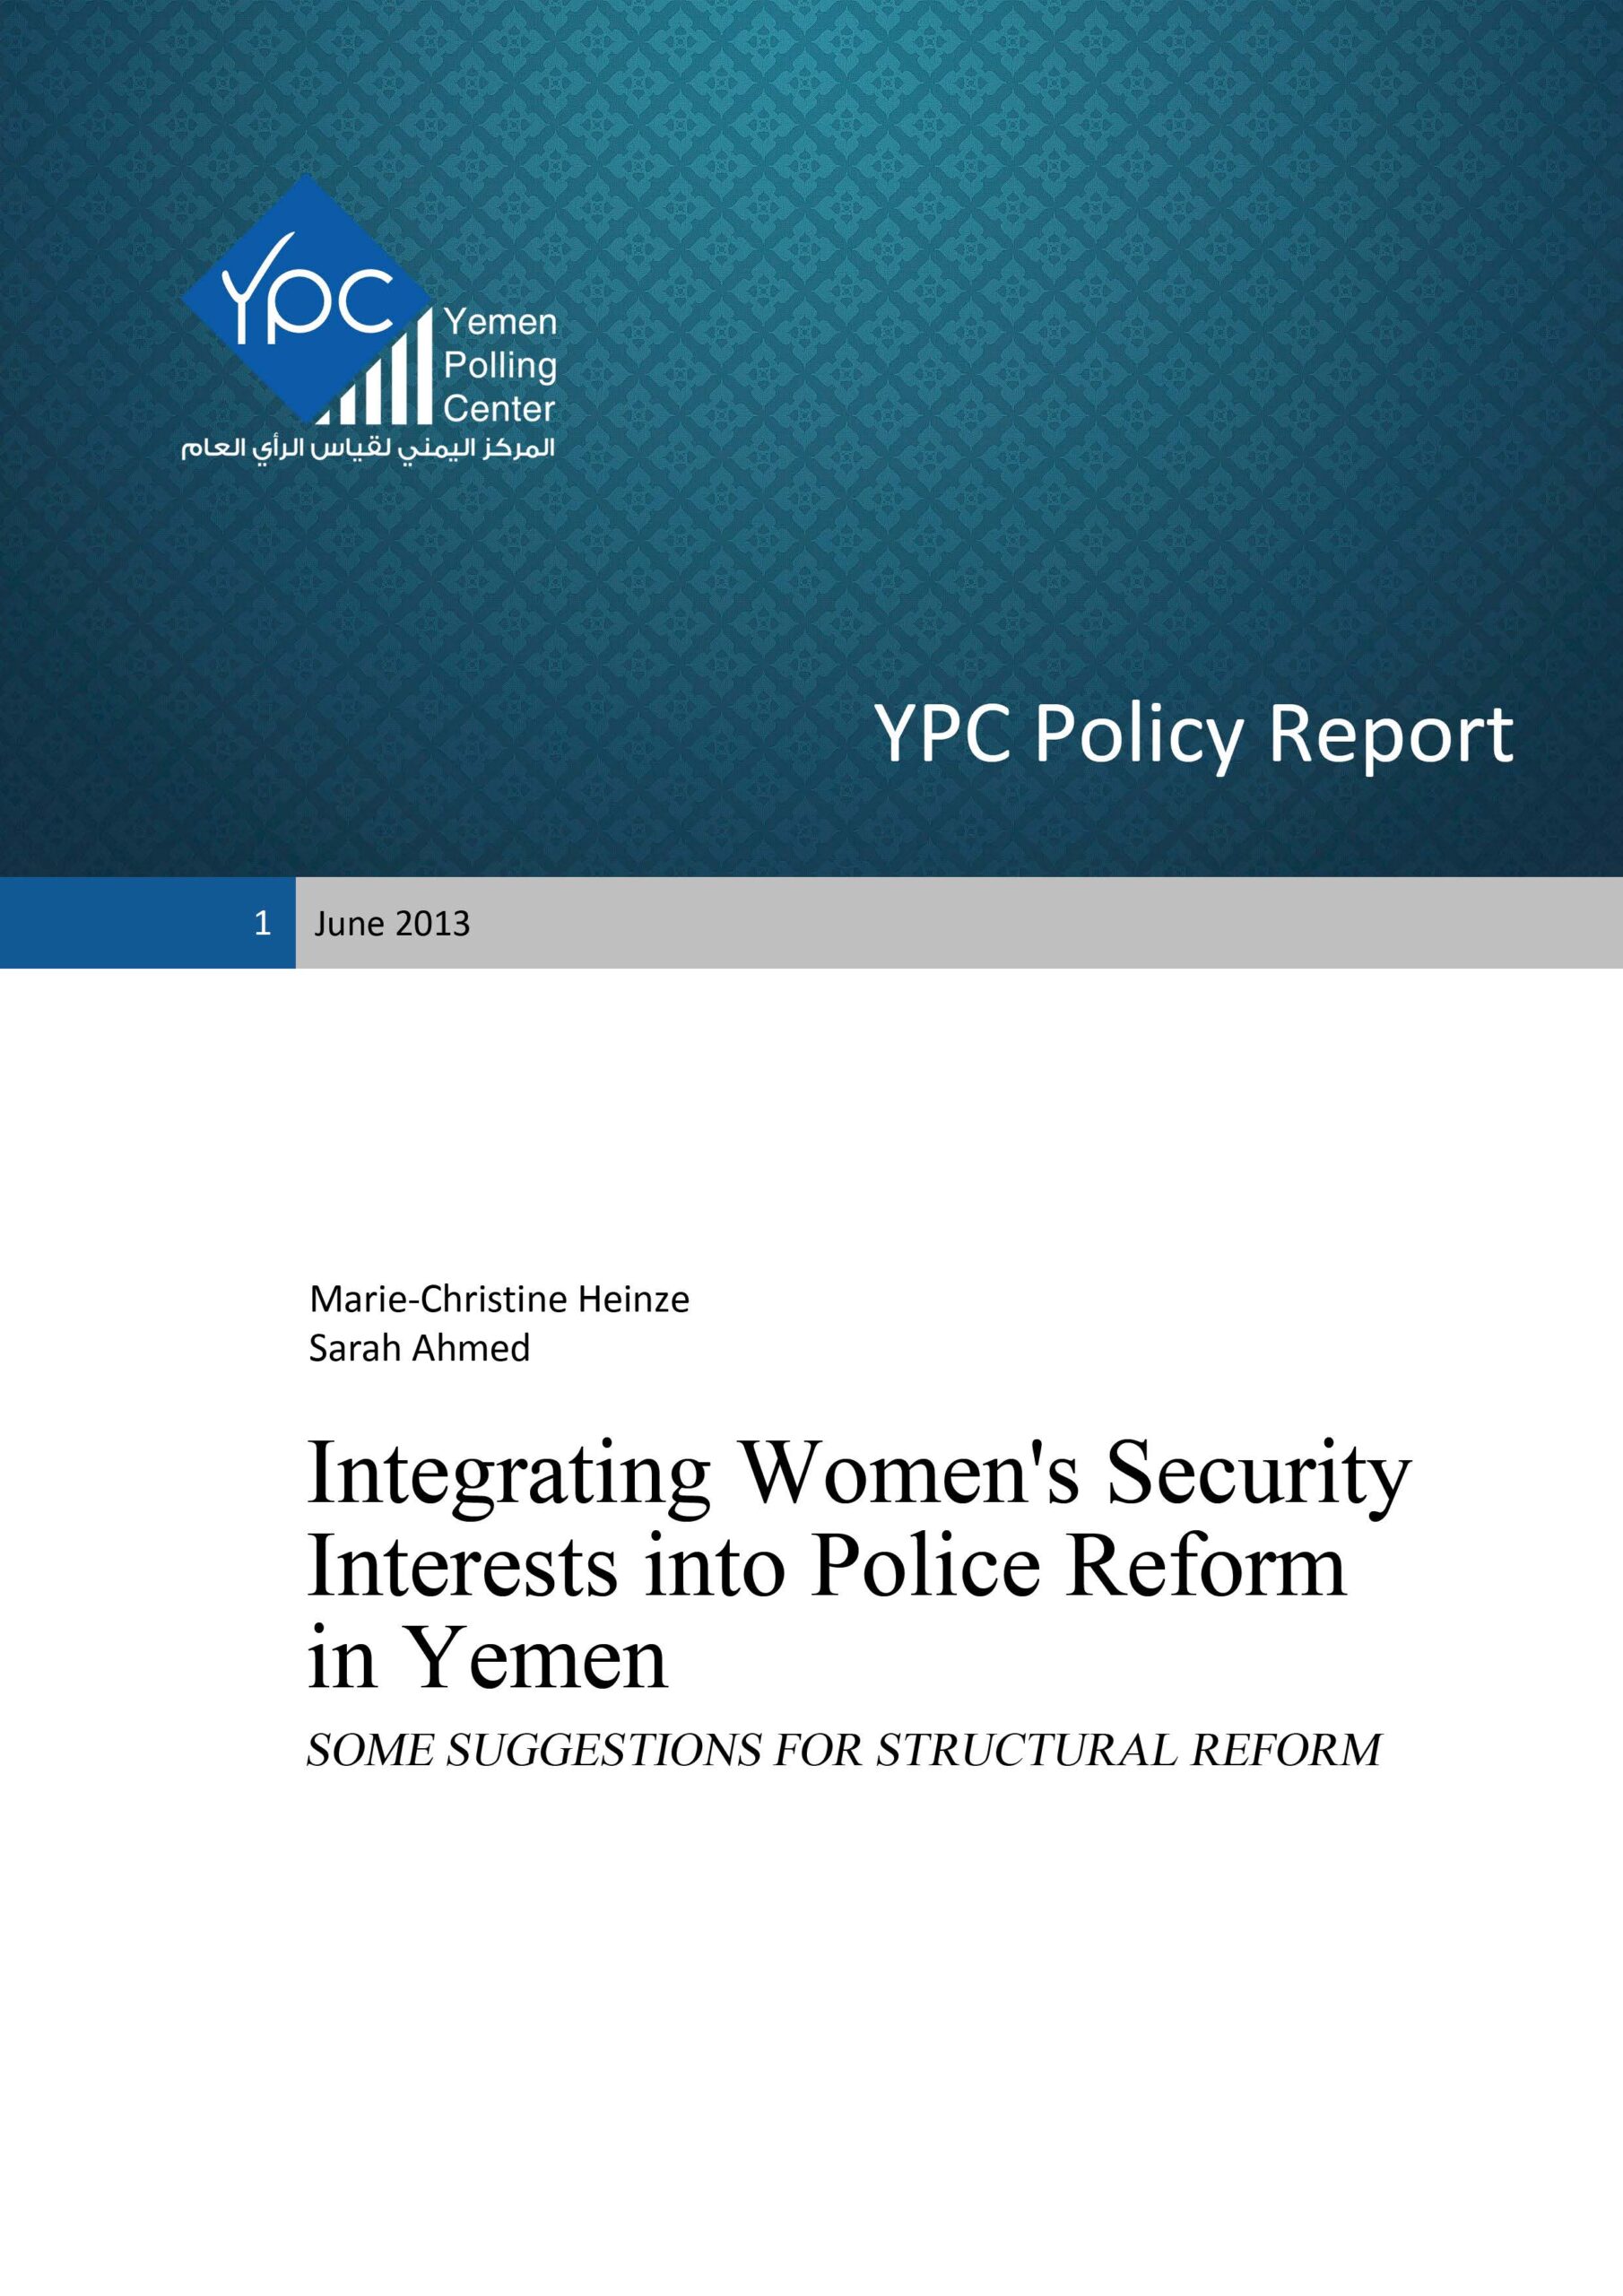 Ypc
Yemen
Polling
Center
المركز اليمني لقياس الرأي العام
YPC Policy Report
1 June 2013
Marie-Christine Heinze
Sarah Ahmed
Integrating Women's Security
Interests into Police Reform
in Yemen
SOME SUGGESTIONS FOR STRUCTURAL REFORM